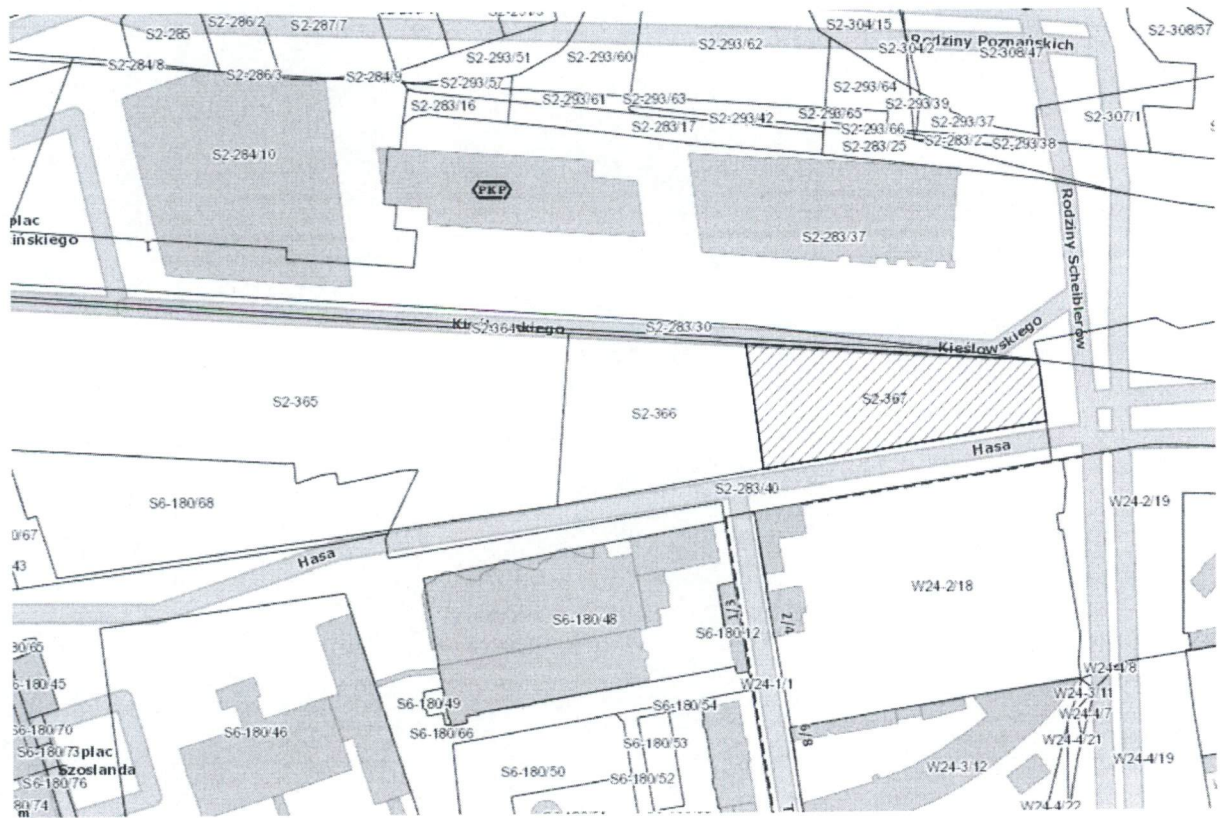 S2-286/2
S2-287/7
S2-285
S2-304/15
S2-308/57
S2-293/62
S2-304/2
Rodziny Poznańskich
S2-308/47
S2-284/8
S2-286/3
S2-284/9
S2-293/51
S2-293/60
S2-293/57
S2-293/64
S2-283/16
S2-293/61
S2-293/63
S2-293/65
S2-293/39
S2-293/42
S2-293/37
S2-307/1
S2-283/17
S2-293/66
S2-283/2
S2-293/38
S2-283/25
S2-284/10
PKP
plac
ińskiego
S2-283/37
Rodziny Scheiblerów
S2-364
S2-283/30
Kieślowskiego
Kieślowskiego
S2-365
S2-366
S2-367
Hasa
S2-283/40
S6-180/68
0/67
43
Hasa
W24-2/19
W24-2/18
S6-180/48
1/3
2/4
S6-180/12
80/65
6-180/45
W24-1/1
W24-4/8
W24-3/11
S6-180/49
S6-180/54
W24-4/7
S6-180/70
S6-180/46
S6-180/66
6/8
S6-180/53
W24-4/21
S6-180/73
plac
Szoslanda
S6-180/76
S6-180/50
S6-180/52
W24-3/12
W24-4/19
80/74
W24-4/22